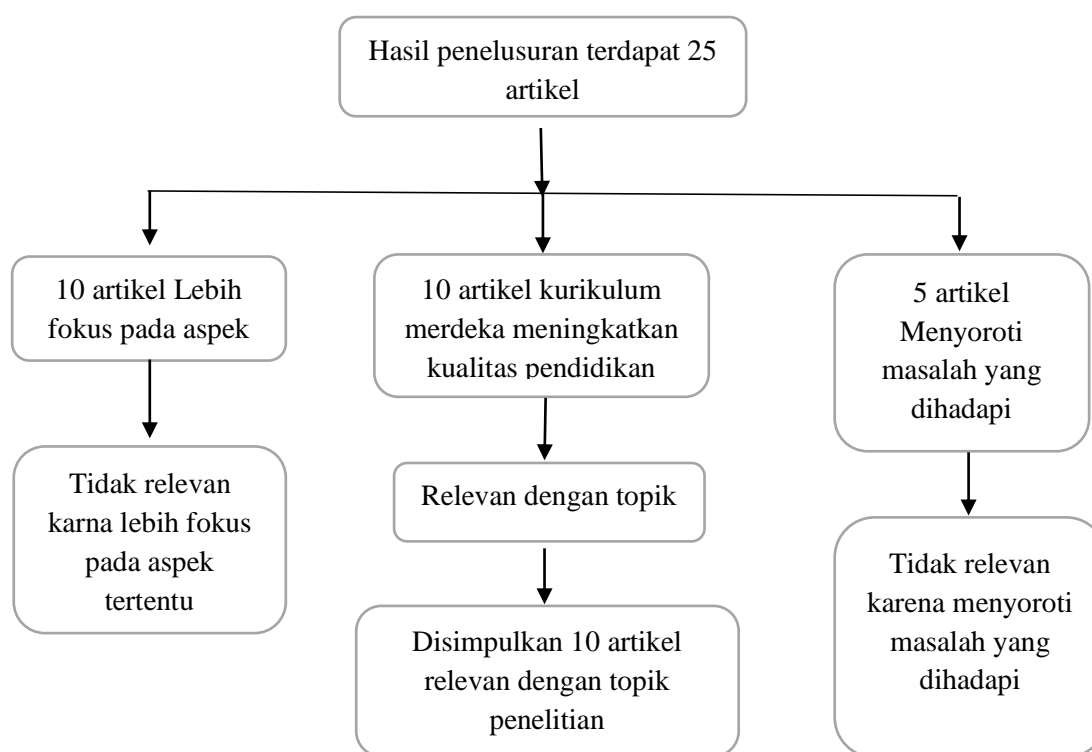 Hasil penelusuran terdapat 25
artikel
10 artikel Lebih
fokus pada aspek
10 artikel kurikulum
merdeka meningkatkan
kualitas pendidikan
5 artikel
Menyoroti
masalah yang
dihadapi
Tidak relevan
karna lebih fokus
pada aspek
tertentu
Relevan dengan topik
Tidak relevan
karena menyoroti
masalah yang
dihadapi
Disimpulkan 10 artikel
relevan dengan topik
penelitian